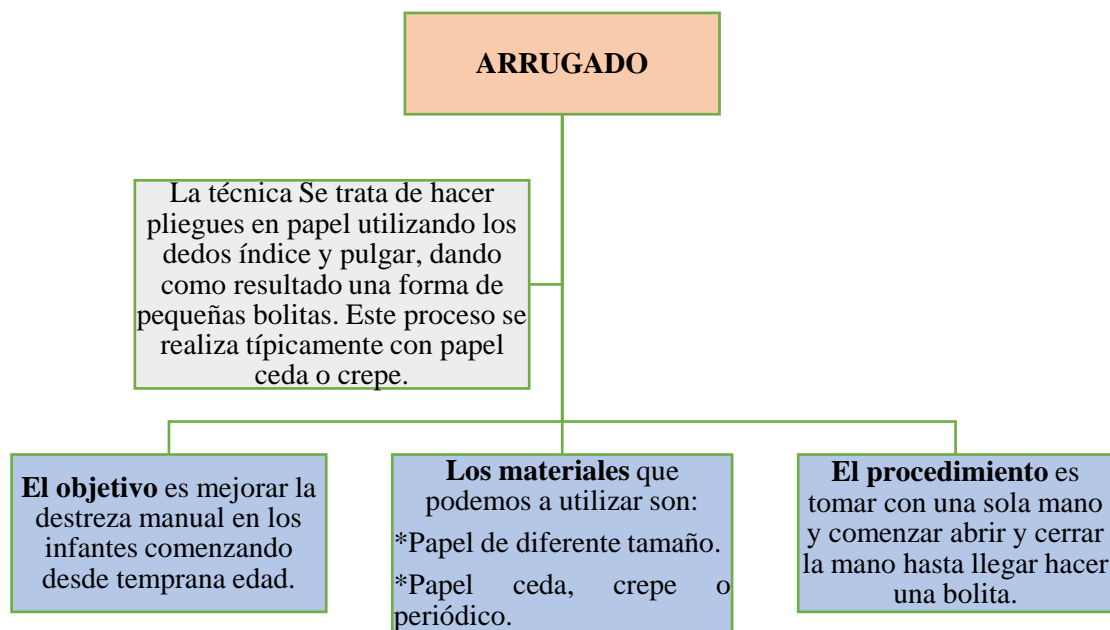 ARRUGADO
La técnica Se trata de hacer
pliegues en papel utilizando los
dedos índice y pulgar, dando
como resultado una forma de
pequeñas bolitas. Este proceso se
realiza típicamente con papel
ceda o crepe.
El objetivo es mejorar la
destreza manual en los
infantes comenzando
desde temprana edad.
Los materiales que
podemos a utilizar son:
*Papel de diferente tamaño.
*Papel ceda, crepe o
periódico.
El procedimiento es
tomar con una sola mano
y comenzar abrir y cerrar
la mano hasta llegar hacer
una bolita.